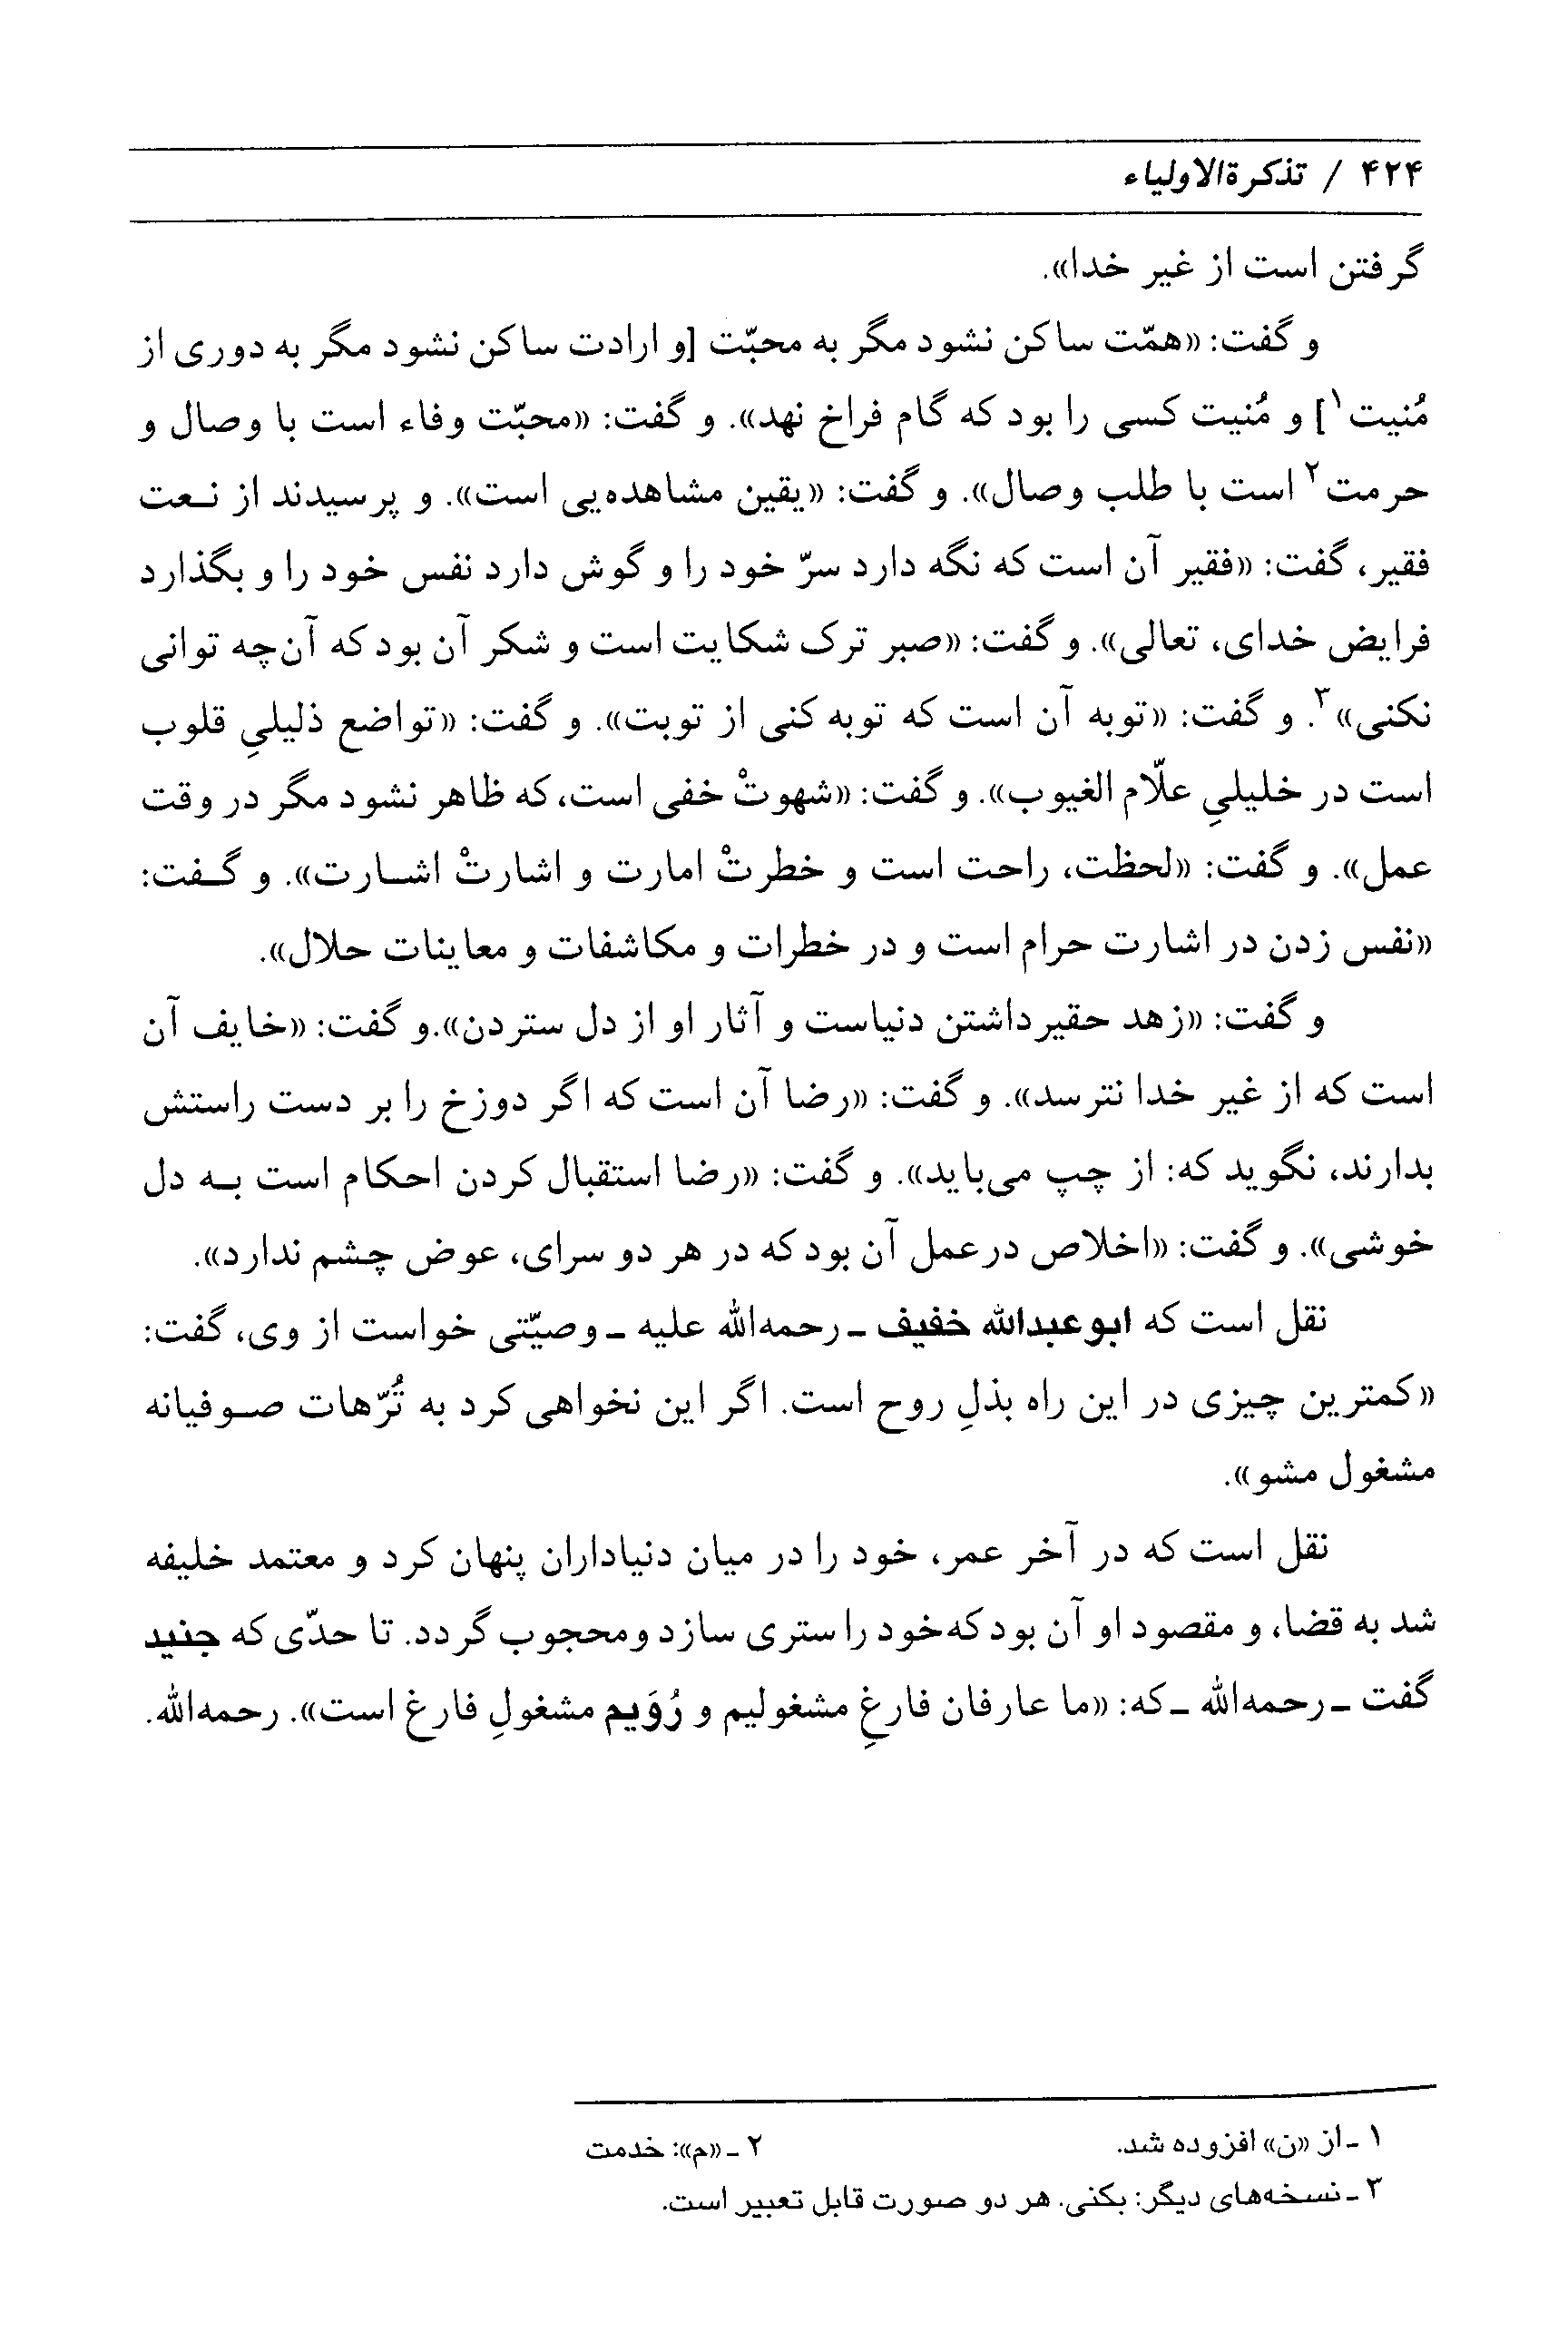 ۴۲۴ / تذکرةالاولیاء
گرفتن است از غیر خدا».
و گفت: «همّت ساکن نشود مگر به محبّت [و ارادت ساکن نشود مگر به دوری از
مُنیت۱] و مُنیت کسی را بود که گام فراخ نهد». و گفت: «محبّت وفاء است با وصال و
حرمت۲ است با طلب وصال». و گفت: «یقین مشاهده‌یی است». و پرسیدند از نـعت
فقیر، گفت: «فقیر آن است که نگه دارد سرّ خود را و گوش دارد نفس خود را و بگذارد
فرایض خدای، تعالی». و گفت: «صبر ترک شکایت است و شکر آن بود که آن‌چه توانی
نکنی»۳. و گفت: «توبه آن است که توبه کنی از توبت». و گفت: «تواضع ذلیلیِ قلوب
است در خلیلیِ علّام الغیوب». و گفت: «شهوتْ خفی است، که ظاهر نشود مگر در وقت
عمل». و گفت: «لحظت، راحت است و خطرتْ امارت و اشارتْ اشـارت». و گـفت:
«نفس زدن در اشارت حرام است و در خطرات و مکاشفات و معاینات حلال».
و گفت: «زهد حقیرداشتن دنیاست و آثار او از دل ستردن».و گفت: «خایف آن
است که از غیر خدا نترسد». و گفت: «رضا آن است که اگر دوزخ را بر دست راستش
بدارند، نگوید که: از چپ می‌باید». و گفت: «رضا استقبال کردن احکام است بـه دل
خوشی». و گفت: «اخلاص درعمل آن بود که در هر دو سرای، عوض چشم ندارد».
نقل است که ابوعبدالله خفیف ـ رحمه‌الله علیه ـ وصیّتی خواست از وی، گفت:
«کمترین چیزی در این راه بذلِ روح است. اگر این نخواهی کرد به تُرّهات صـوفیانه
مشغول مشو».
نقل است که در آخر عمر، خود را در میان دنیاداران پنهان کرد و معتمد خلیفه
شد به قضا، و مقصود او آن بود که‌خود را ستری سازد و محجوب گردد. تا حدّی که جنید
گفت ـ رحمه‌الله ـ که: «ما عارفان فارغِ مشغولیم و رُوَیم مشغولِ فارغ است». رحمه‌الله.
۱ ـ از «ن» افزوده شد.
۲ ـ «م»: خدمت
۳ ـ نسخه‌های دیگر: بکنی. هر دو صورت قابل تعبیر است.